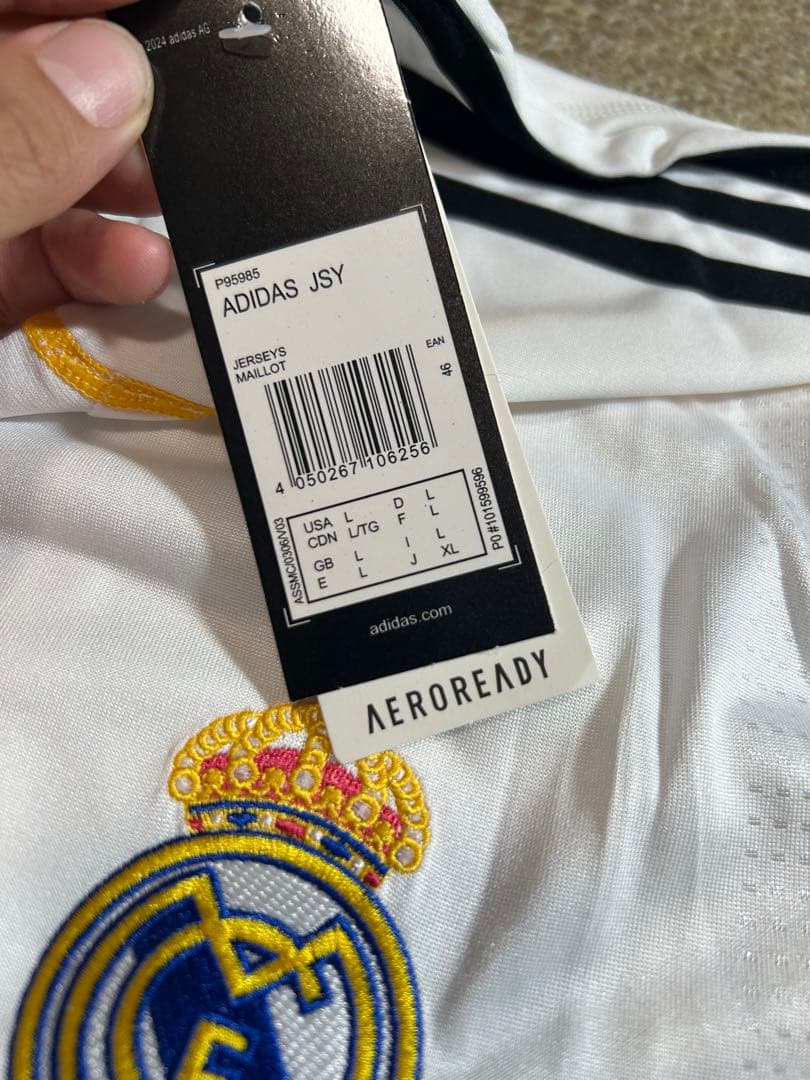 2024 adidas AG
P95985
ADIDAS JSY
JERSEYS
MAILLOT
EAN
46
4 050267 106256
ASSMC/0306/V03
USA L D L
CDN L/TG F L
GB L I L
E L J XL
P0#101599596
adidas.com
AEROREADY